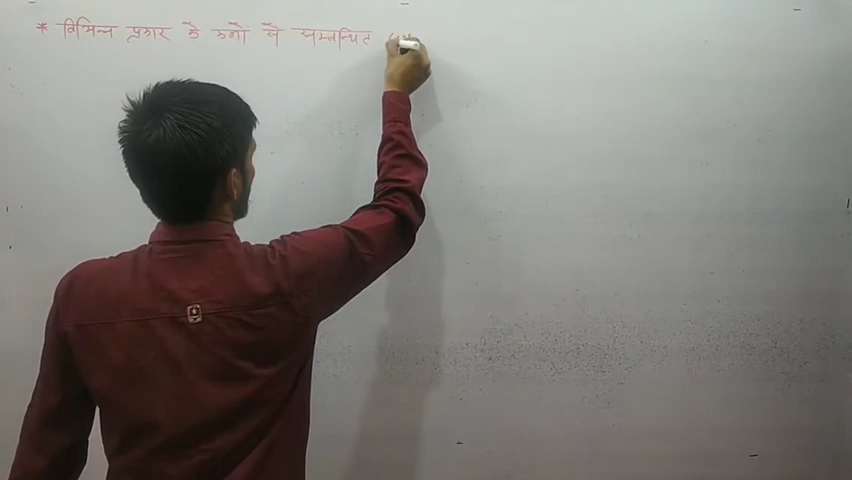 * विभिन्न प्रकार के रुनों से सम्बन्धित